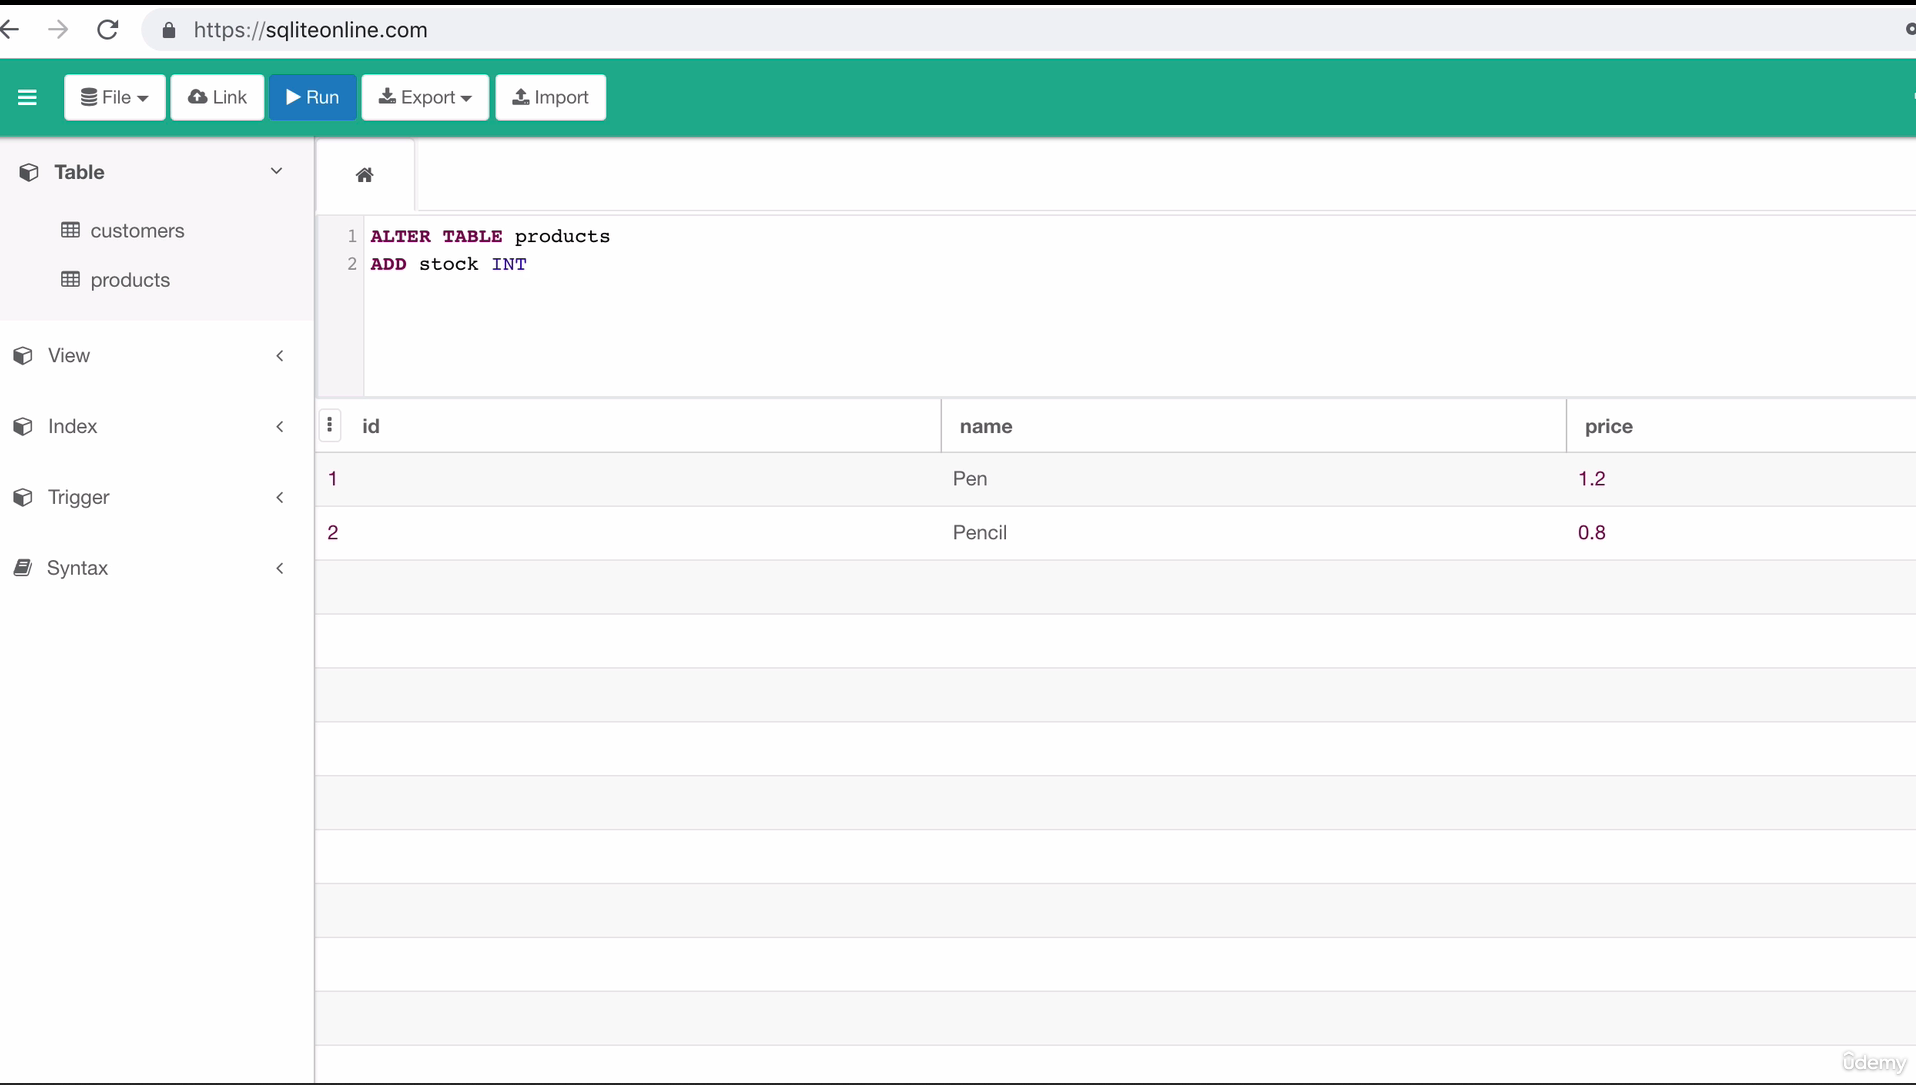 https://sqliteonline.com
File Link Run Export Import
Table
customers
products
View
Index
Trigger
Syntax
1 ALTER TABLE products
2 ADD stock INT
id name price
1 Pen 1.2
2 Pencil 0.8
ûdemy